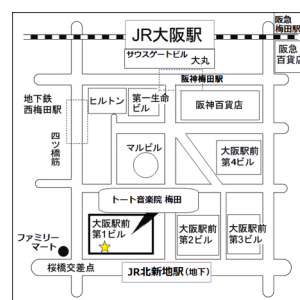 JR大阪駅
阪急
梅田駅
サウスゲートビル
大丸
阪急
百貨店
阪神梅田駅
地下鉄
西梅田駅
ヒルトン
第一生命
ビル
阪神百貨店
四ツ橋筋
マルビル
大阪駅前
第4ビル
トート音楽院 梅田
大阪駅前
第1ビル
大阪駅前
第2ビル
大阪駅前
第3ビル
ファミリー
マート
桜橋交差点
JR北新地駅(地下)